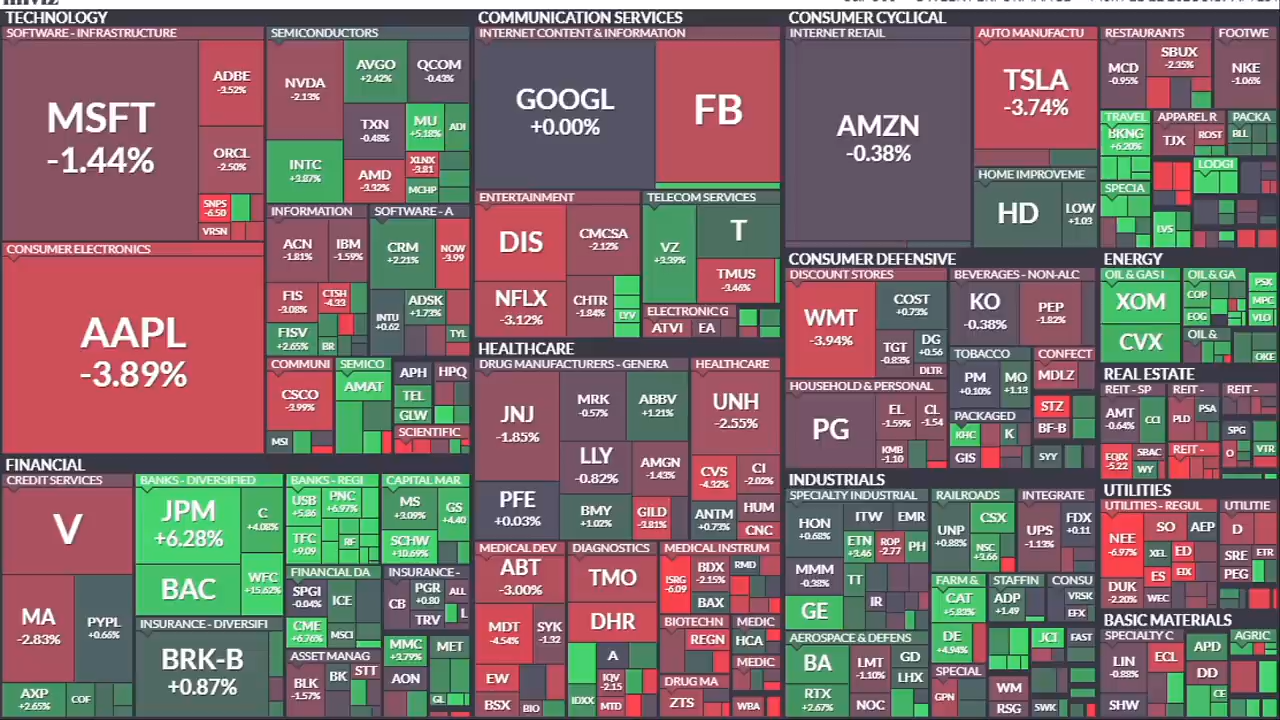 finviz
TECHNOLOGY
SOFTWARE - INFRASTRUCTURE
MSFT
-1.44%
ADBE
-3.52%
ORCL
-2.50%
SNPS
-6.50
VRSN
CONSUMER ELECTRONICS
AAPL
-3.89%
SEMICONDUCTORS
NVDA
-2.13%
AVGO
+2.42%
QCOM
-0.43%
TXN
-0.48%
MU
+5.18%
ADI
INTC
+3.87%
AMD
-3.32%
XLNX
-3.81
MCHP
INFORMATION
ACN
-1.81%
IBM
-1.59%
FIS
-3.08%
CTSH
-4.33
FISV
+2.65%
BR
SOFTWARE - A
CRM
+2.21%
NOW
-3.99
INTU
+0.62
ADSK
+1.73%
TYL
COMMUNI
CSCO
-3.99%
MSI
SEMICO
AMAT
APH
HPQ
TEL
GLW
SCIENTIFIC
COMMUNICATION SERVICES
INTERNET CONTENT & INFORMATION
GOOGL
+0.00%
FB
ENTERTAINMENT
DIS
CMCSA
-2.12%
NFLX
-3.12%
CHTR
-1.84%
LYV
TELECOM SERVICES
VZ
+3.39%
T
TMUS
-3.46%
ELECTRONIC G
ATVI
EA
CONSUMER CYCLICAL
INTERNET RETAIL
AMZN
-0.38%
AUTO MANUFACTU
TSLA
-3.74%
HOME IMPROVEME
HD
LOW
+1.03
RESTAURANTS
MCD
-0.95%
SBUX
-2.35%
FOOTWE
NKE
-1.06%
TRAVEL
BKNG
+6.20%
APPAREL R
TJX
ROST
PACKA
BLL
LODGI
SPECIA
LVS
HEALTHCARE
DRUG MANUFACTURERS - GENERA
JNJ
-1.85%
MRK
-0.57%
ABBV
+1.21%
LLY
-0.82%
AMGN
-1.43%
PFE
+0.03%
BMY
+1.02%
GILD
-3.81%
HEALTHCARE
UNH
-2.55%
CVS
-4.32%
CI
-2.02%
ANTM
+0.73%
HUM
CNC
MEDICAL DEV
ABT
-3.00%
MDT
-4.54%
SYK
-1.32
EW
BSX
BIO
DIAGNOSTICS
TMO
DHR
A
IQV
-2.15
IDXX
MTD
MEDICAL INSTRUM
ISRG
-6.09
BDX
-2.15%
RMD
BAX
BIOTECHN
REGN
MEDIC
HCA
MEDIC
DRUG MA
ZTS
WBA
CONSUMER DEFENSIVE
DISCOUNT STORES
WMT
-3.94%
COST
+0.73%
TGT
-0.83%
DG
+0.56
DLTR
BEVERAGES - NON-ALC
KO
-0.38%
PEP
-1.82%
TOBACCO
PM
+0.10%
MO
+1.13
CONFECT
MDLZ
HOUSEHOLD & PERSONAL
PG
EL
-1.59%
CL
-1.54
KMB
-1.10
PACKAGED
KHC
K
GIS
STZ
BF-B
SYY
ENERGY
OIL & GAS I
XOM
CVX
OIL & GA
COP
EOG
PSX
MPC
VLO
OIL &
OKE
REAL ESTATE
REIT - SP
AMT
-0.64%
CCI
EQIX
-5.22
SBAC
WY
REIT -
PLD
PSA
REIT -
REIT -
SPG
O
VTR
FINANCIAL
CREDIT SERVICES
V
MA
-2.83%
PYPL
+0.66%
AXP
+2.65%
COF
BANKS - DIVERSIFIED
JPM
+6.28%
C
+4.08%
BAC
WFC
+15.62%
INSURANCE - DIVERSIFI
BRK-B
+0.87%
BANKS - REGI
USB
+5.86
PNC
+6.97%
TFC
+9.09
RF
CAPITAL MAR
MS
+3.09%
GS
+4.40
SCHW
+10.69%
FINANCIAL DA
SPGI
-0.04%
ICE
CME
+6.76%
MSCI
INSURANCE -
CB
PGR
+0.80
ALL
TRV
L
ASSET MANAG
BLK
-1.57%
BK
STT
MMC
+3.79%
MET
AON
GL
INDUSTRIALS
SPECIALTY INDUSTRIAL
HON
+0.68%
ITW
EMR
ETN
+3.46
ROP
-2.77
PH
MMM
-0.38%
TT
GE
IR
RAILROADS
UNP
+0.88%
CSX
NSC
+3.66
INTEGRATE
UPS
-1.13%
FDX
+0.11
FARM &
CAT
+5.83%
DE
+4.94%
STAFFIN
ADP
+1.49
CONSU
VRSK
EFX
AEROSPACE & DEFENS
BA
LMT
-1.10%
GD
LHX
RTX
+2.67%
NOC
SPECIAL
GPN
JCI
FAST
WM
RSG
SWK
UTILITIES
UTILITIES - REGUL
NEE
-6.97%
SO
AEP
XEL
ED
ES
EIX
DUK
-2.20%
WEC
UTILITIE
D
SRE
ETR
PEG
BASIC MATERIALS
SPECIALTY C
LIN
-0.88%
ECL
APD
AGRIC
DD
CE
SHW